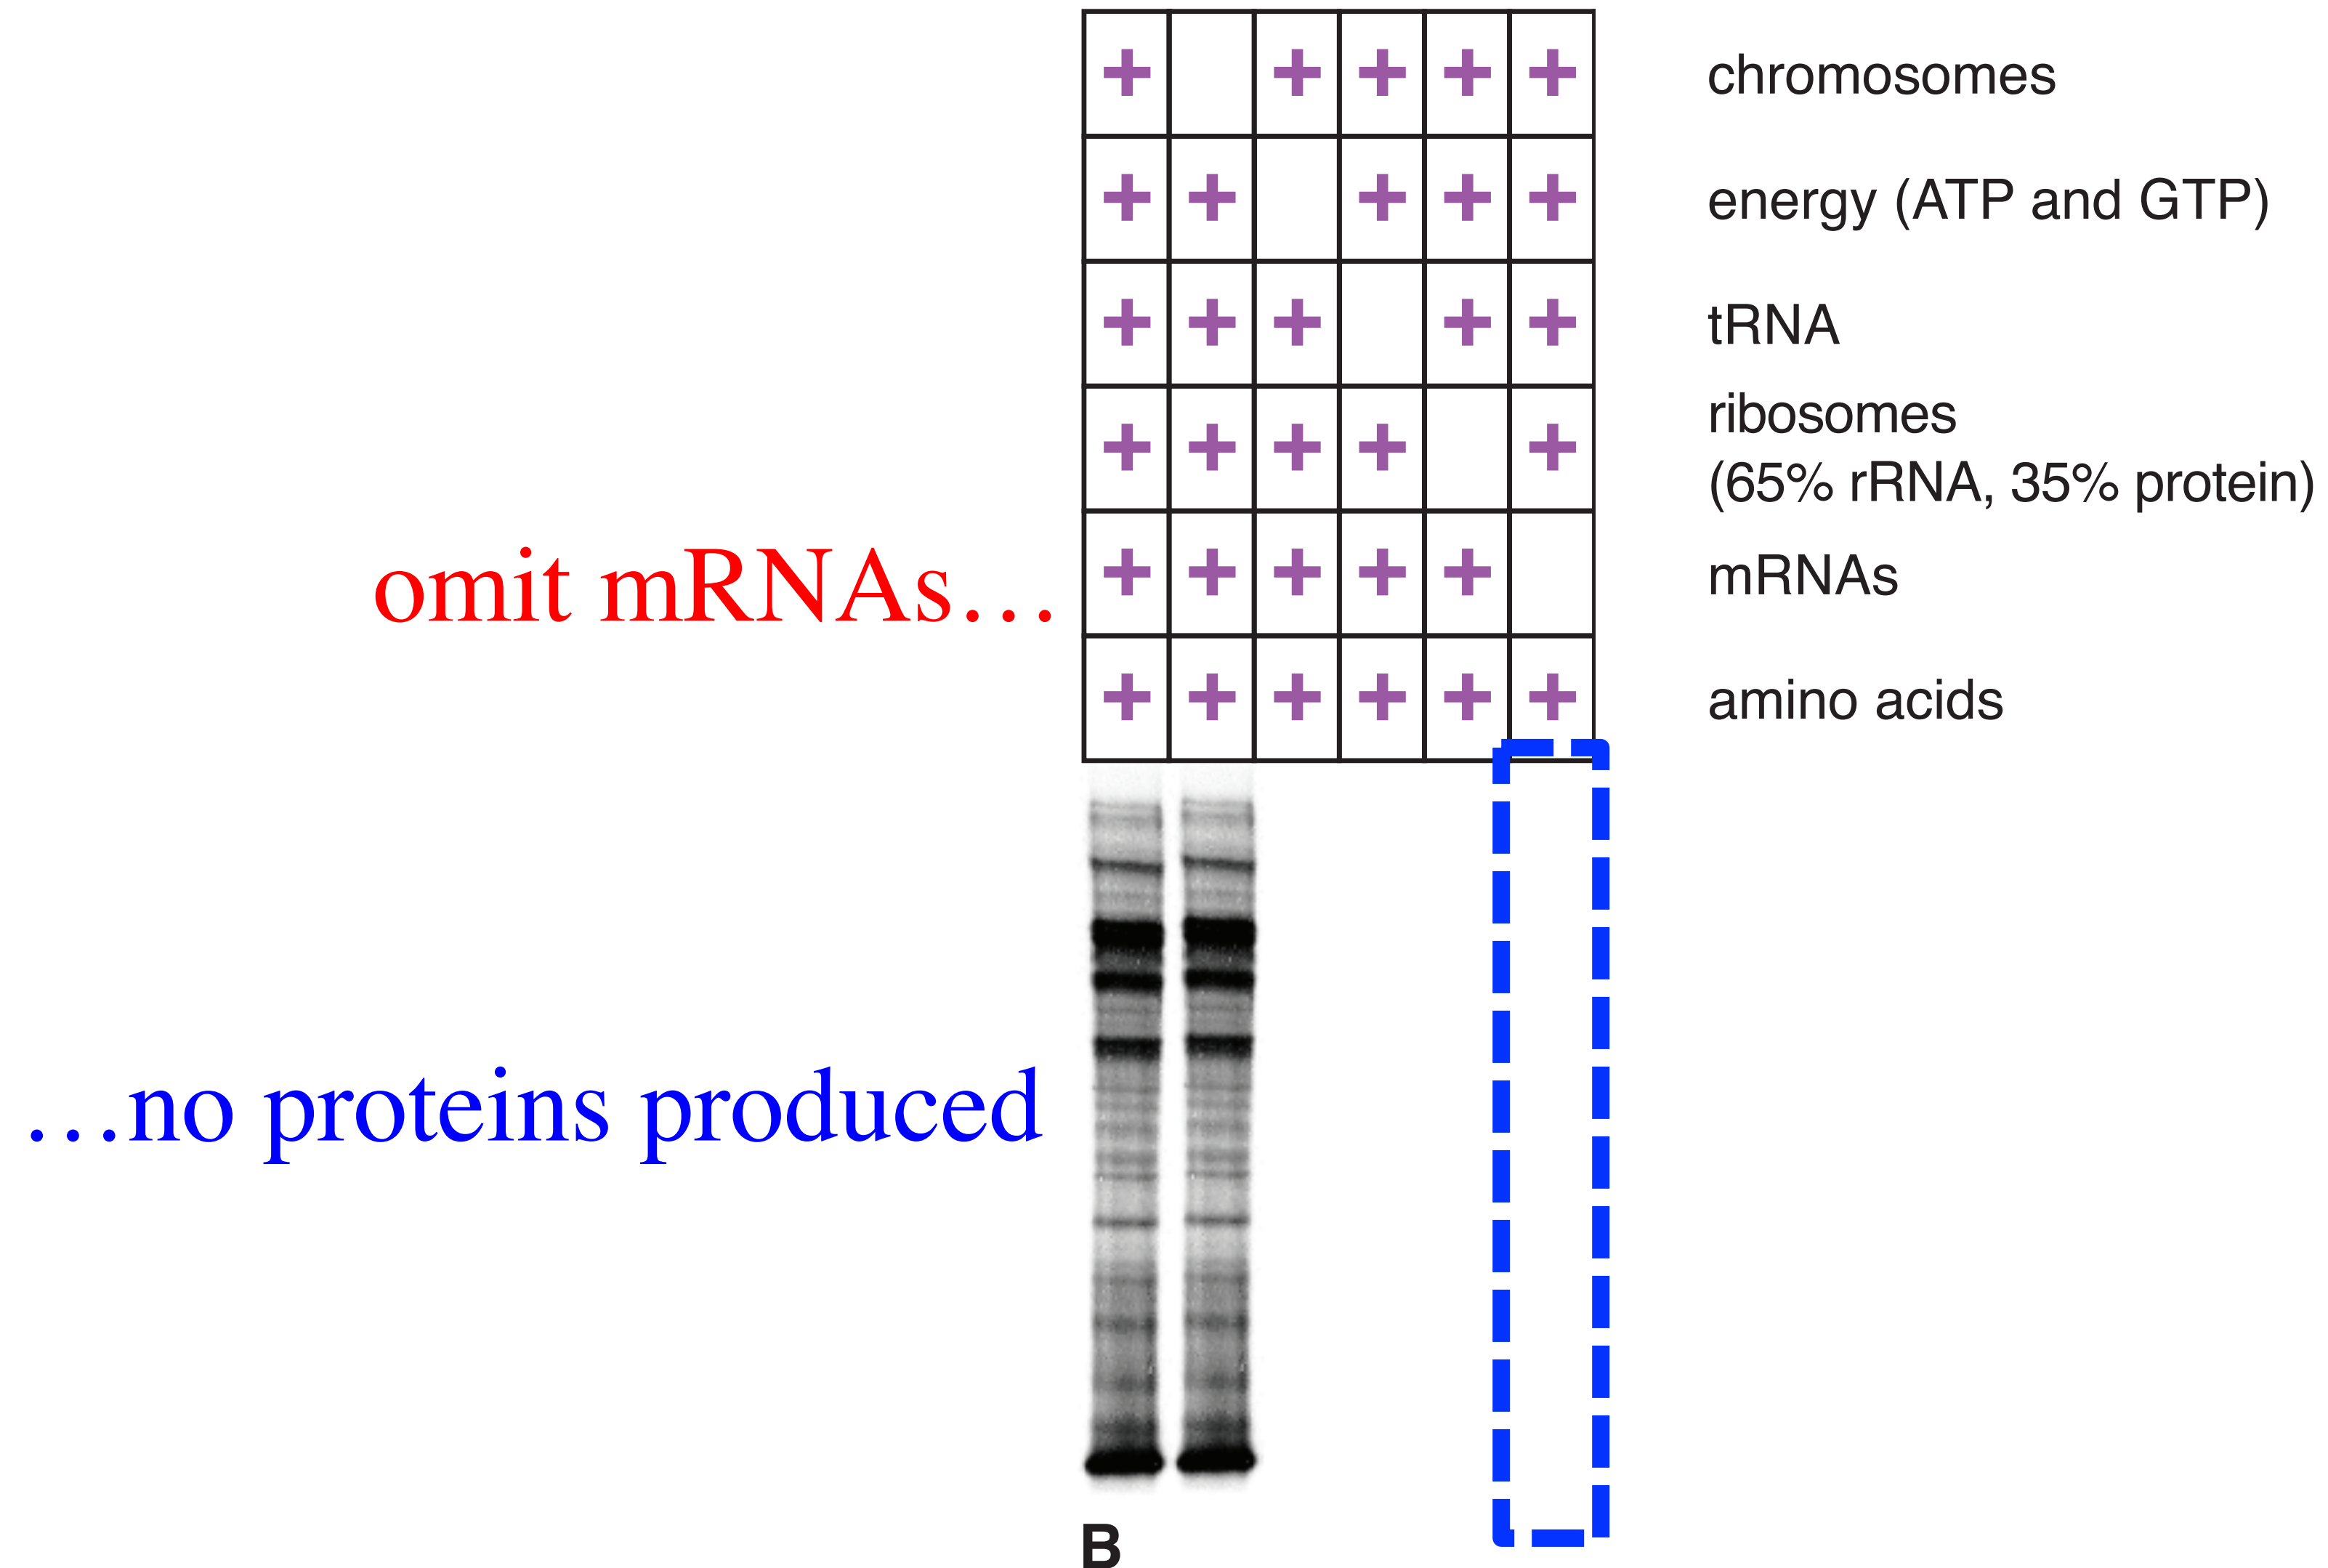 + + + + + chromosomes
+ + + + + energy (ATP and GTP)
+ + + + + tRNA
+ + + + + ribosomes
(65% rRNA, 35% protein)
omit mRNAs…
+ + + + + mRNAs
+ + + + + + amino acids
…no proteins produced
B